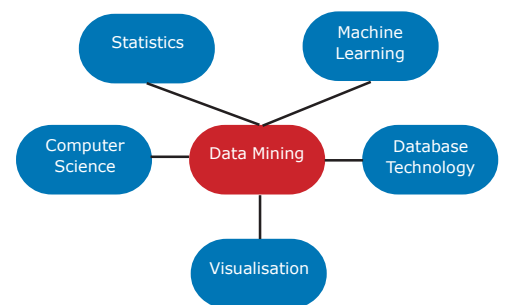 Statistics
Machine
Learning
Computer
Science
Data Mining
Database
Technology
Visualisation